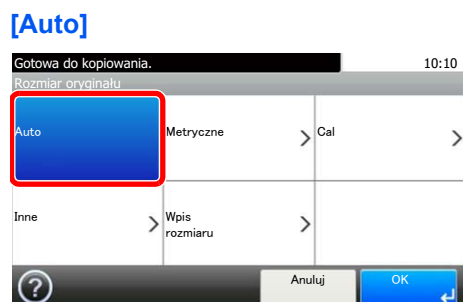 [Auto]
Gotowa do kopiowania. 10:10
Rozmiar oryginału
Auto Metryczne Cal
Inne Wpis
rozmiaru
Anuluj OK